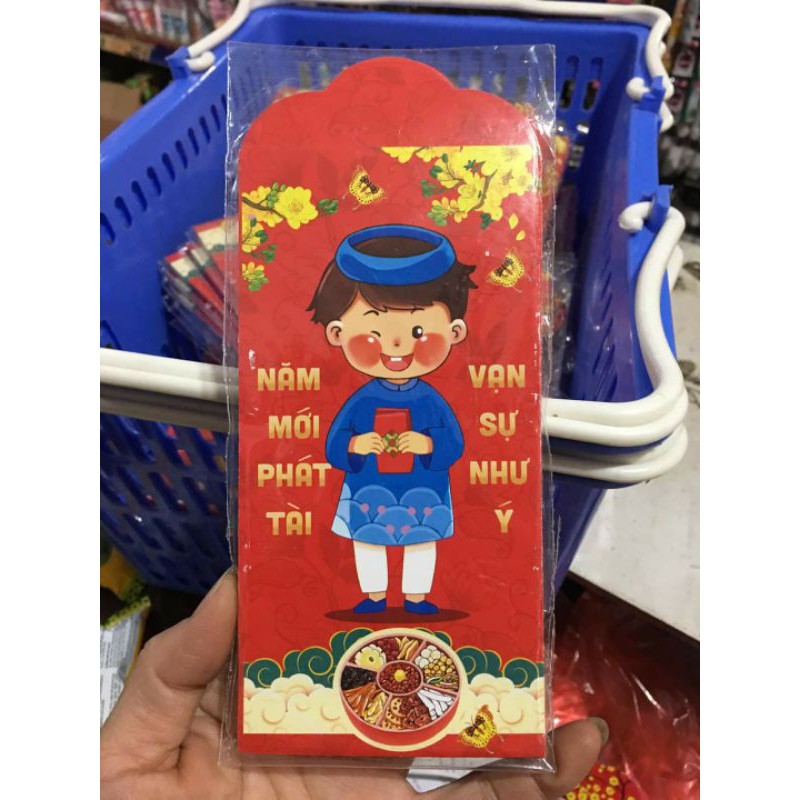 NĂM
MỚI
PHÁT
TÀI
VẠN
SỰ
NHƯ
Ý